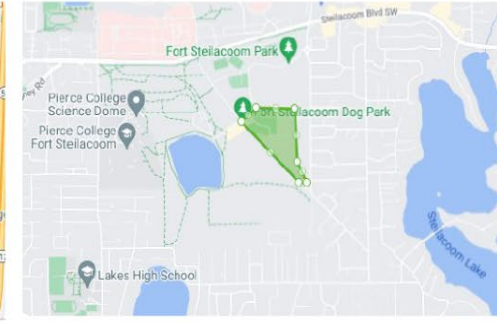 Steilacoom Blvd SW
Fort Steilacoom Park
Pierce College
Science Dome
Fort Steilacoom Dog Park
Pierce College
Fort Steilacoom
Steilacoom Lake
Lakes High School